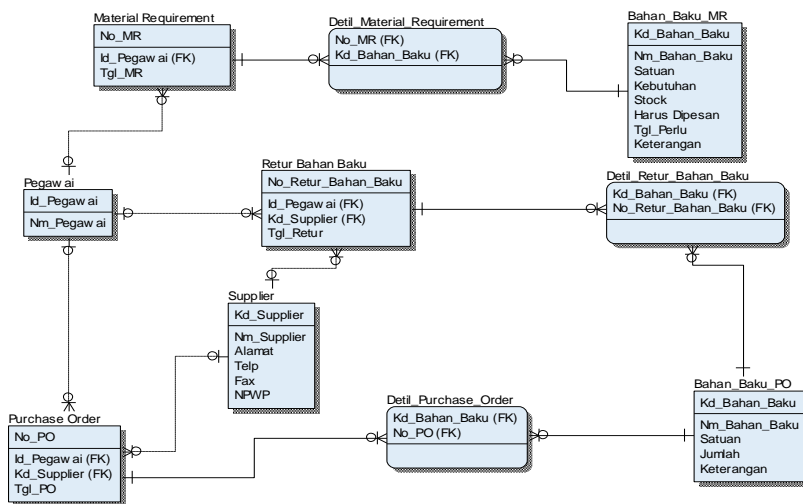 Material Requirement
No_MR
Id_Pegawai (FK)
Tgl_MR
Detil_Material_Requirement
No_MR (FK)
Kd_Bahan_Baku (FK)
Bahan_Baku_MR
Kd_Bahan_Baku
Nm_Bahan_Baku
Satuan
Kebutuhan
Stock
Harus Dipesan
Tgl_Perlu
Keterangan
Pegawai
Id_Pegawai
Nm_Pegawai
Retur Bahan Baku
No_Retur_Bahan_Baku
Id_Pegawai (FK)
Kd_Supplier (FK)
Tgl_Retur
Detil_Retur_Bahan_Baku
Kd_Bahan_Baku (FK)
No_Retur_Bahan_Baku (FK)
Supplier
Kd_Supplier
Nm_Supplier
Alamat
Telp
Fax
NPWP
Purchase Order
No_PO
Id_Pegawai (FK)
Kd_Supplier (FK)
Tgl_PO
Detil_Purchase_Order
Kd_Bahan_Baku (FK)
No_PO (FK)
Bahan_Baku_PO
Kd_Bahan_Baku
Nm_Bahan_Baku
Satuan
Jumlah
Keterangan